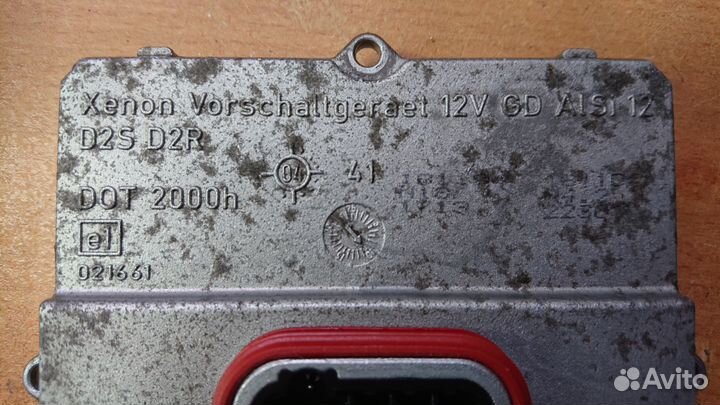 Xenon Vorschaltgeraet 12V GD AlSi 12
D2S D2R
04 41
DOT 2000h
e1
021661
Avito